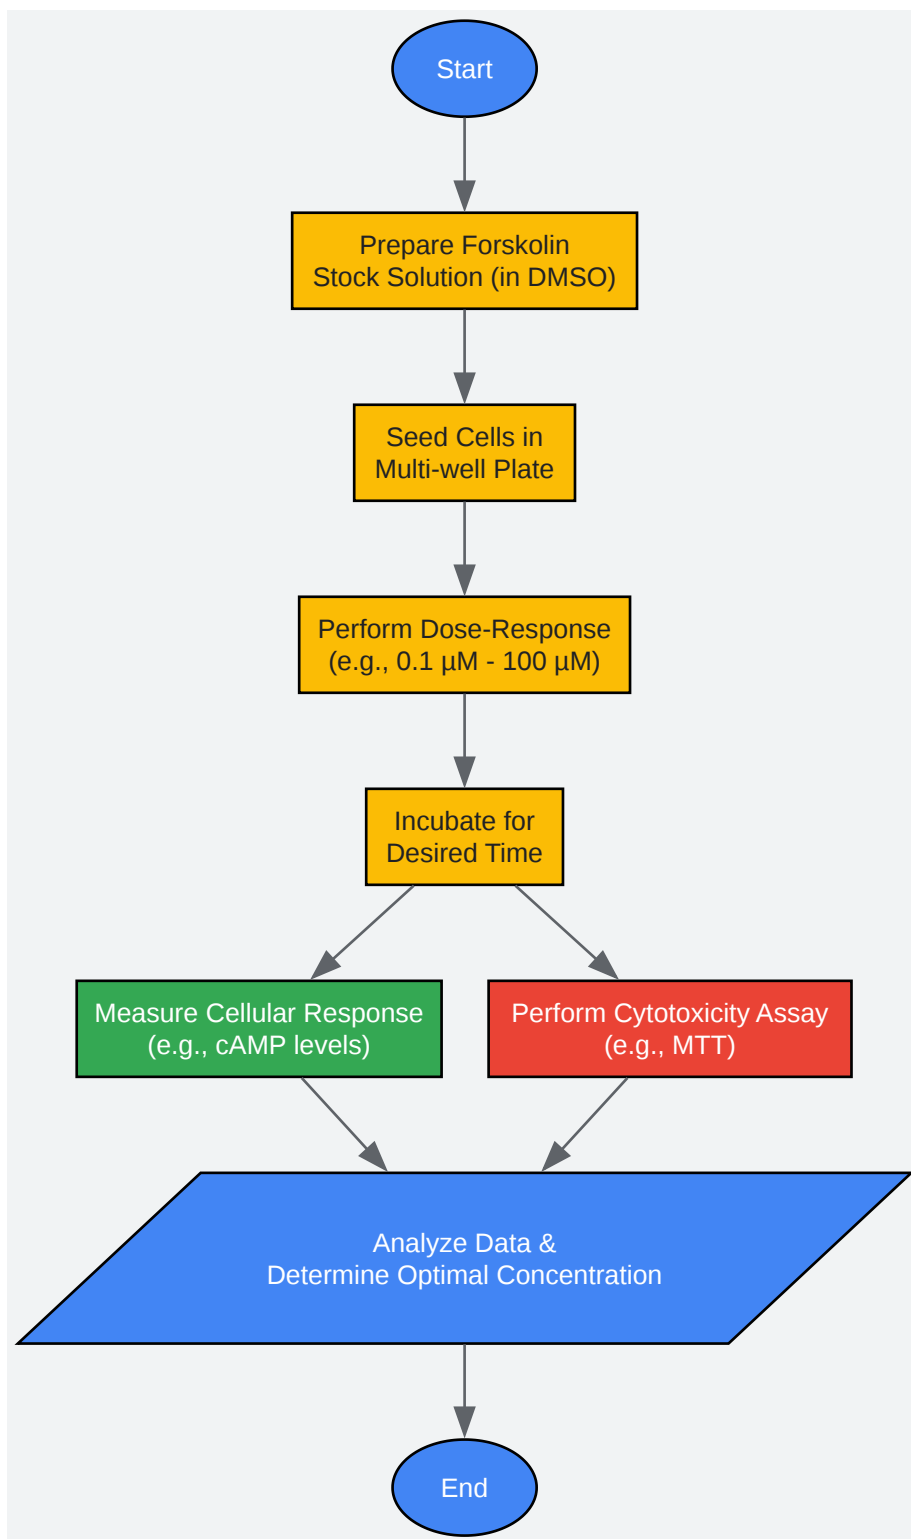 Start
Prepare Forskolin
Stock Solution (in DMSO)
Seed Cells in
Multi-well Plate
Perform Dose-Response
(e.g., 0.1 µM - 100 µM)
Incubate for
Desired Time
Measure Cellular Response
(e.g., cAMP levels)
Perform Cytotoxicity Assay
(e.g., MTT)
Analyze Data &
Determine Optimal Concentration
End